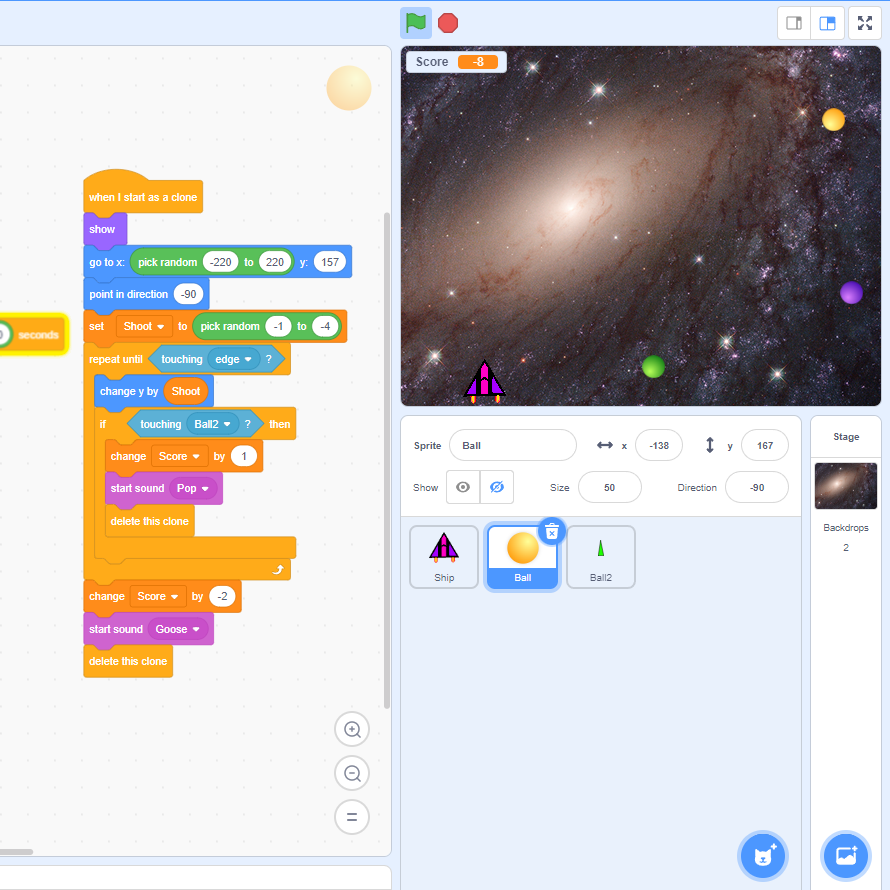 Score -8
when I start as a clone
show
go to x: pick random -220 to 220 y: 157
point in direction -90
set Shoot to pick random -1 to -4
seconds
repeat until touching edge ?
change y by Shoot
if touching Ball2 ? then
change Score by 1
start sound Pop
delete this clone
change Score by -2
start sound Goose
delete this clone
Sprite Ball x -138 y 167
Show Size 50 Direction -90
Ship
Ball
Ball2
Stage
Backdrops
2